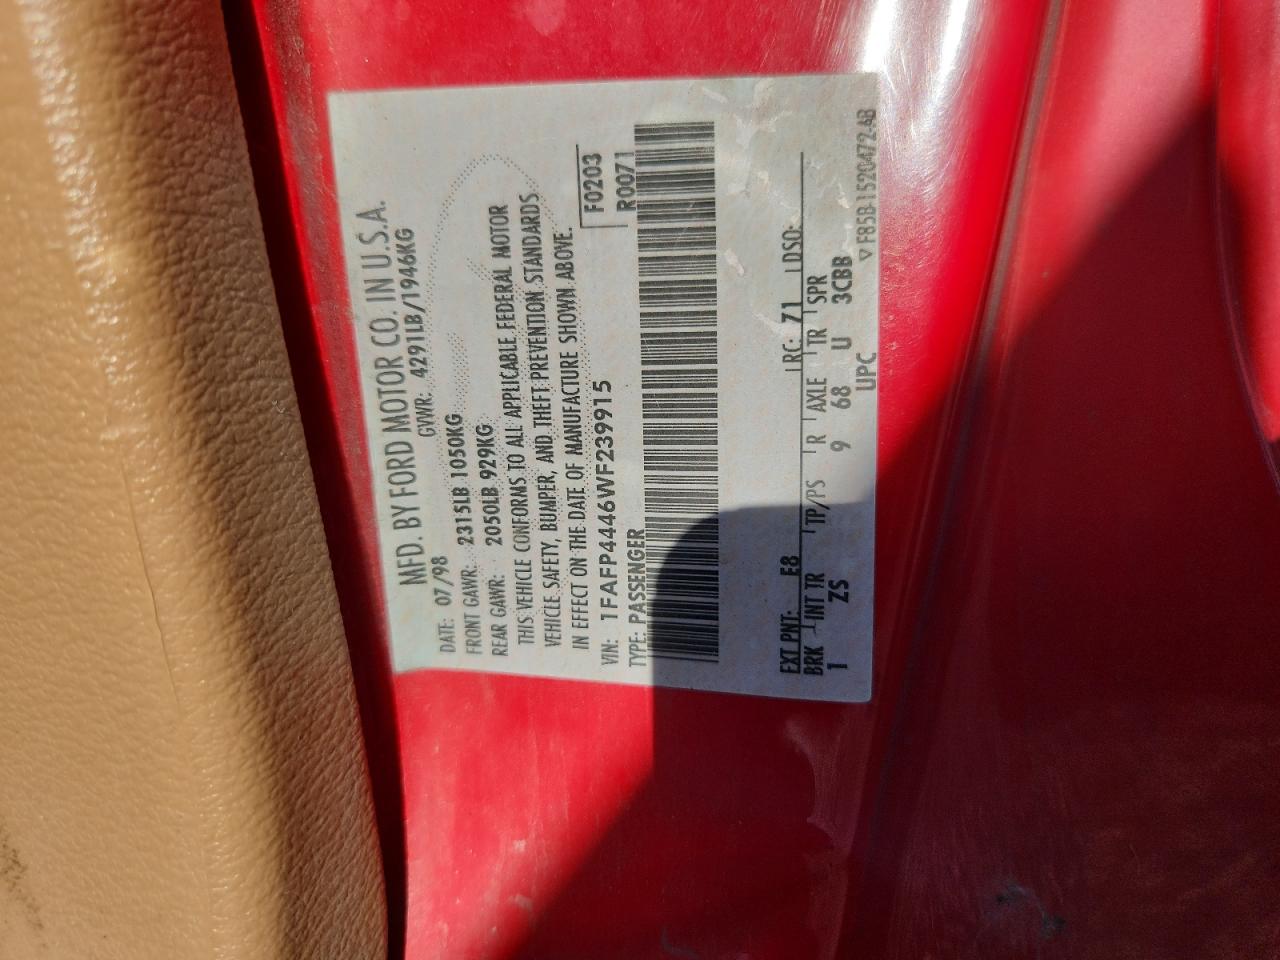 MFD. BY FORD MOTOR CO. IN U.S.A.
DATE: 07/98 GVWR: 4291LB/1946KG
FRONT GAWR: 2315LB 1050KG
REAR GAWR: 2050LB 929KG
THIS VEHICLE CONFORMS TO ALL APPLICABLE FEDERAL MOTOR
VEHICLE SAFETY, BUMPER, AND THEFT PREVENTION STANDARDS
IN EFFECT ON THE DATE OF MANUFACTURE SHOWN ABOVE.
VIN: 1FAFP4446WF239915 F0203
TYPE: PASSENGER R0071
EXT PNT: E8 RC: 71 DSO:
BRK INT TR TP/PS R AXLE TR SPR
1 ZS 9 68 U 3CBB
UPC ▽ F85B-1520472-AB